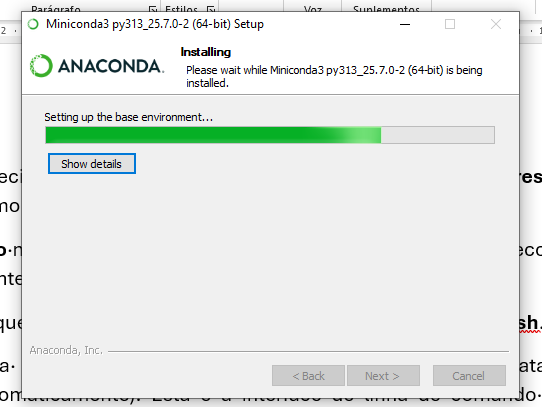 Parágrafo Estilos Voz Suplementos
Miniconda3 py313_25.7.0-2 (64-bit) Setup
Installing
ANACONDA.
Please wait while Miniconda3 py313_25.7.0-2 (64-bit) is being
installed.
Setting up the base environment...
Show details
Anaconda, Inc.
< Back Next > Cancel